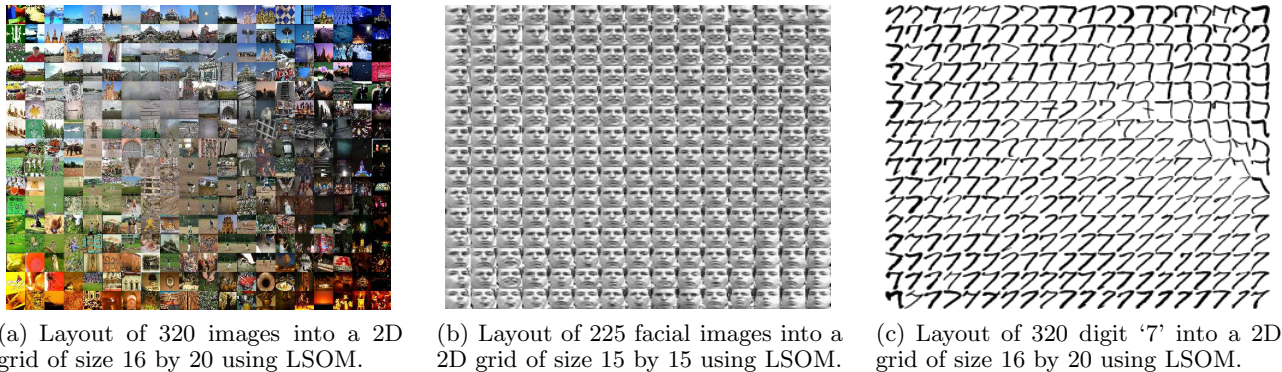 (a) Layout of 320 images into a 2D
grid of size 16 by 20 using LSOM.
(b) Layout of 225 facial images into a
2D grid of size 15 by 15 using LSOM.
(c) Layout of 320 digit ‘7’ into a 2D
grid of size 16 by 20 using LSOM.